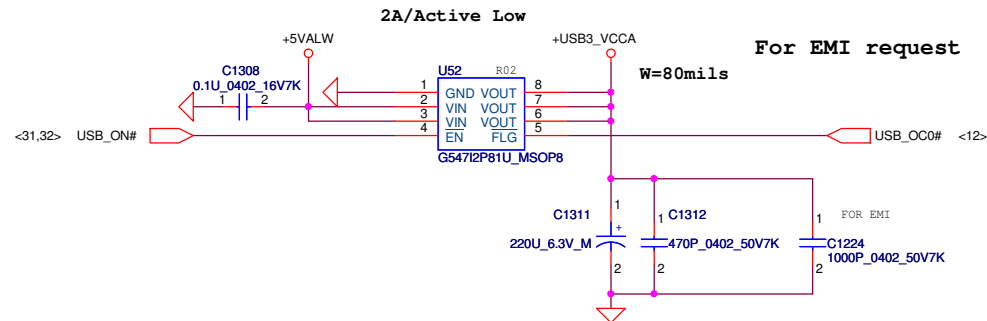 2A/Active Low
+5VALW
+USB3_VCCA
For EMI request
W=80mils
C1308
0.1U_0402_16V7K
1 2
U52 R02
1 GND VOUT 8
2 VIN VOUT 7
3 VIN VOUT 6
4 EN FLG 5
G547I2P81U_MSOP8
<31,32> USB_ON#
USB_OC0# <12>
C1311
220U_6.3V_M
1
+
2
C1312
470P_0402_50V7K
1
2
FOR EMI
C1224
1000P_0402_50V7K
1
2